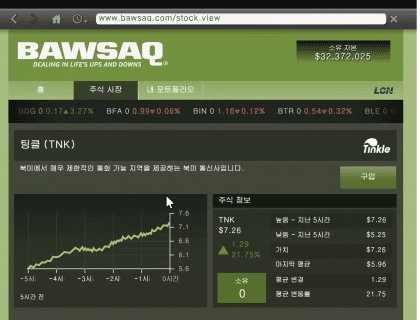 www.bawsaq.com/stock.view
BAWSAQ
DEALING IN LIFE'S UPS AND DOWNS
소유 자본
$32,372,025
홈 주식 시장 내 포트폴리오 LCN
BOG 0 0.17▲3.27% BFA 0 0.99▼0.06% BIN 0 1.16▼0.12% BTR 0 0.54▼0.32% BLE
팅클 (TNK)
Tinkle
북미에서 매우 제한적인 통화 가능 지역을 제공하는 북미 통신사입니다.
구입
주식 정보
7.6
7.1
6.6
6.1
5.6
-5시 -4시 -3시 -2시 -1시 0시간
5시간 전
TNK
$7.26
▲ 1.29
21.75%
소유
0
높음 - 지난 5시간 $7.26
낮음 - 지난 5시간 $5.25
가치 $7.26
마지막 평균 $5.96
평균 변경 1.29
평균 변동률 21.75